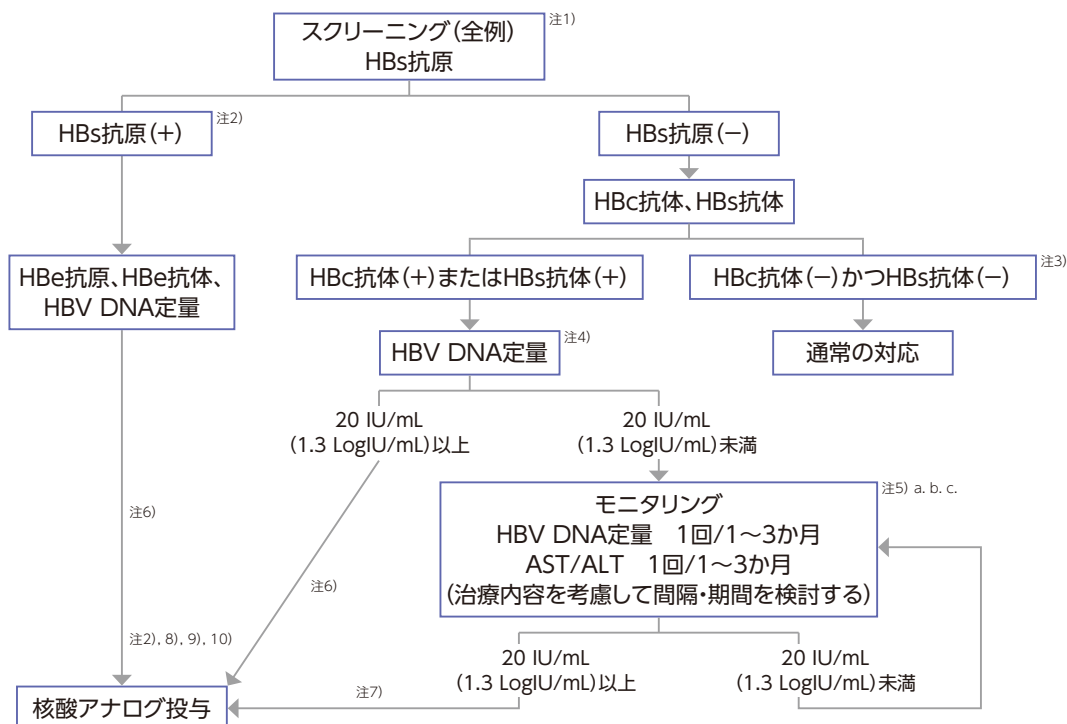 スクリーニング（全例）
HBs抗原
注1)
HBs抗原（＋）
注2)
HBs抗原（－）
HBc抗体、HBs抗体
HBe抗原、HBe抗体、
HBV DNA定量
HBc抗体（＋）またはHBs抗体（＋）
HBc抗体（－）かつHBs抗体（－）
注3)
HBV DNA定量
注4)
通常の対応
20 IU/mL
(1.3 LogIU/mL)以上
20 IU/mL
(1.3 LogIU/mL)未満
モニタリング
HBV DNA定量　1回/1～3か月
AST/ALT　1回/1～3か月
(治療内容を考慮して間隔・期間を検討する)
注5) a. b. c.
注6)
注6)
注2), 8), 9), 10)
20 IU/mL
(1.3 LogIU/mL)以上
20 IU/mL
(1.3 LogIU/mL)未満
注7)
核酸アナログ投与